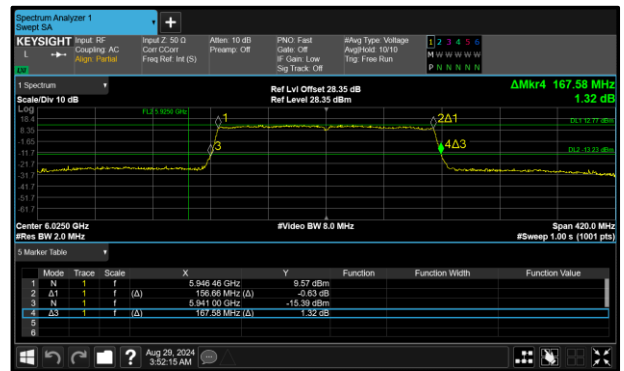 Spectrum Analyzer 1
Swept SA
KEYSIGHT Input: RF Input Z: 50 Ω Atten: 10 dB PNO: Fast #Avg Type: Voltage 1 2 3 4 5 6
L Coupling: AC Corr CCorr Preamp: Off Gate: Off Avg|Hold: 10/10 M W W W W W
Align: Partial Freq Ref: Int (S) IF Gain: Low Trig: Free Run
Sig Track: Off P N N N N N
LW
1 Spectrum Ref Lvl Offset 28.35 dB ΔMkr4 167.58 MHz
Scale/Div 10 dB Ref Level 28.35 dBm 1.32 dB
Log
18.4 FL2 5.9250 GHz 1 2Δ1 DL1 12.77 dBm
8.35
-1.65
-11.7 3 4Δ3 DL2 -13.23 dBm
-21.7
-31.7
-41.7
-51.7
-61.7
Center 6.0250 GHz #Video BW 8.0 MHz Span 420.0 MHz
#Res BW 2.0 MHz #Sweep 1.00 s (1001 pts)
5 Marker Table
Mode Trace Scale X Y Function Function Width Function Value
1 N 1 f 5.946 46 GHz 9.57 dBm
2 Δ1 1 f (Δ) 156.66 MHz (Δ) -0.63 dB
3 N 1 f 5.941 00 GHz -15.39 dBm
4 Δ3 1 f (Δ) 167.58 MHz (Δ) 1.32 dB
5
6
? Aug 29, 2024
3:52:15 AM